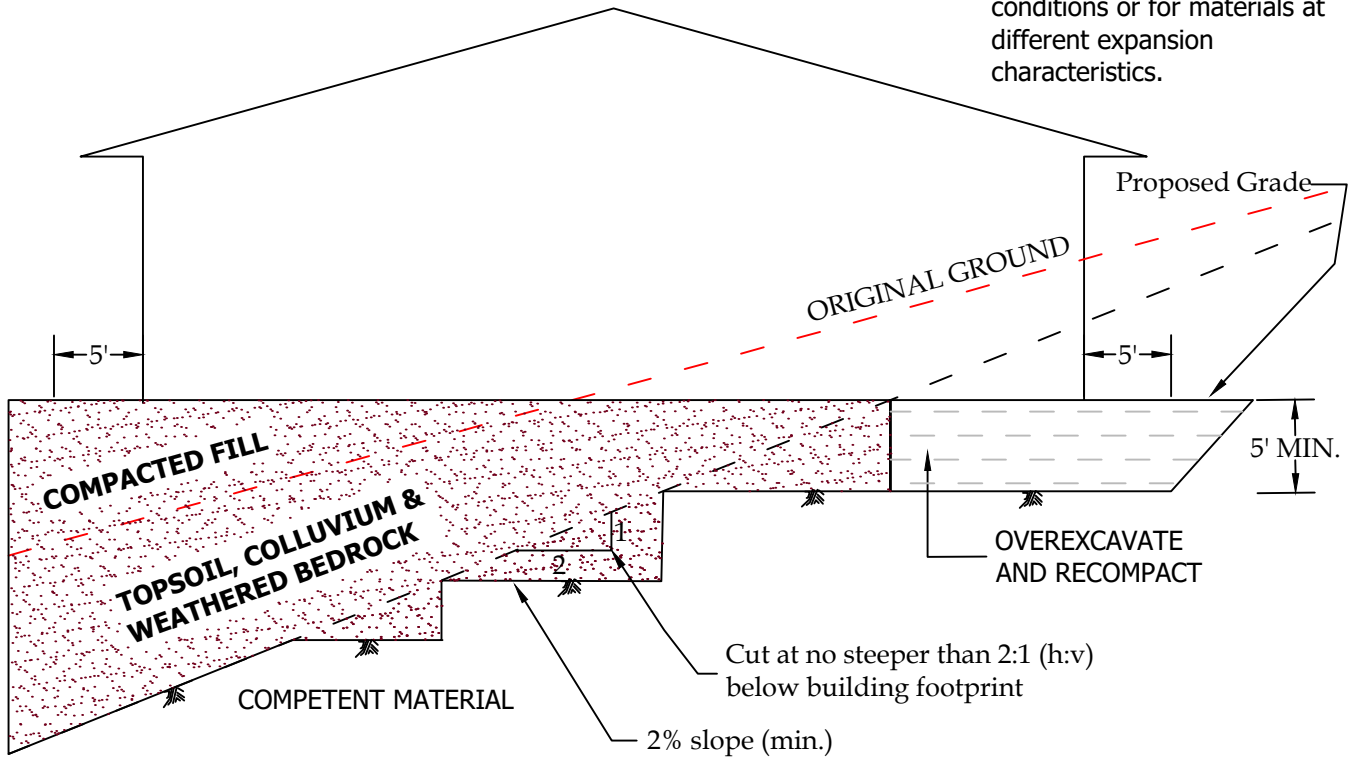 conditions or for materials at
different expansion
characteristics.
Proposed Grade
ORIGINAL GROUND
5'
5'
COMPACTED FILL
5' MIN.
TOPSOIL, COLLUVIUM &
WEATHERED BEDROCK
1
2
OVEREXCAVATE
AND RECOMPACT
Cut at no steeper than 2:1 (h:v)
below building footprint
COMPETENT MATERIAL
2% slope (min.)